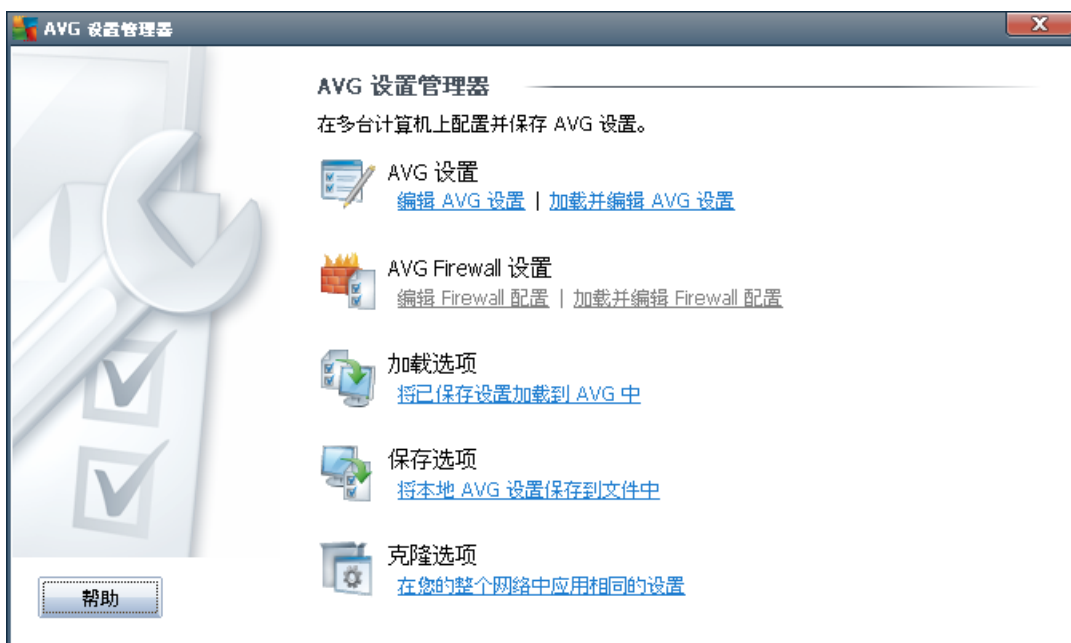 AVG 设置管理器
AVG 设置管理器
在多台计算机上配置并保存 AVG 设置。
AVG 设置
编辑 AVG 设置 | 加载并编辑 AVG 设置
AVG Firewall 设置
编辑 Firewall 配置 | 加载并编辑 Firewall 配置
加载选项
将已保存设置加载到 AVG 中
保存选项
将本地 AVG 设置保存到文件中
克隆选项
在您的整个网络中应用相同的设置
帮助